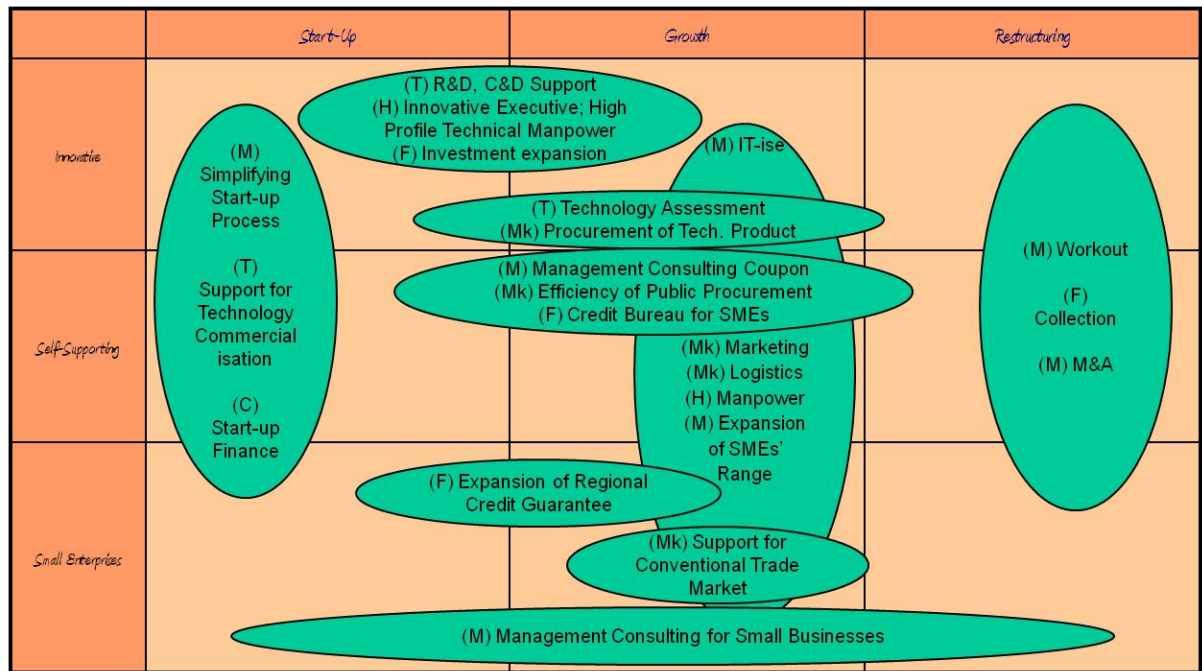 Start-Up
Growth
Restructuring
Innovative
Self-Supporting
Small Enterprises
(M)
Simplifying
Start-up
Process
(T)
Support for
Technology
Commercial
isation
(C)
Start-up
Finance
(T) R&D, C&D Support
(H) Innovative Executive; High
Profile Technical Manpower
(F) Investment expansion
(M) IT-ise
(T) Technology Assessment
(Mk) Procurement of Tech. Product
(M) Management Consulting Coupon
(Mk) Efficiency of Public Procurement
(F) Credit Bureau for SMEs
(Mk) Marketing
(Mk) Logistics
(H) Manpower
(M) Expansion
of SMEs'
Range
(F) Expansion of Regional
Credit Guarantee
(Mk) Support for
Conventional Trade
Market
(M) Management Consulting for Small Businesses
(M) Workout
(F)
Collection
(M) M&A